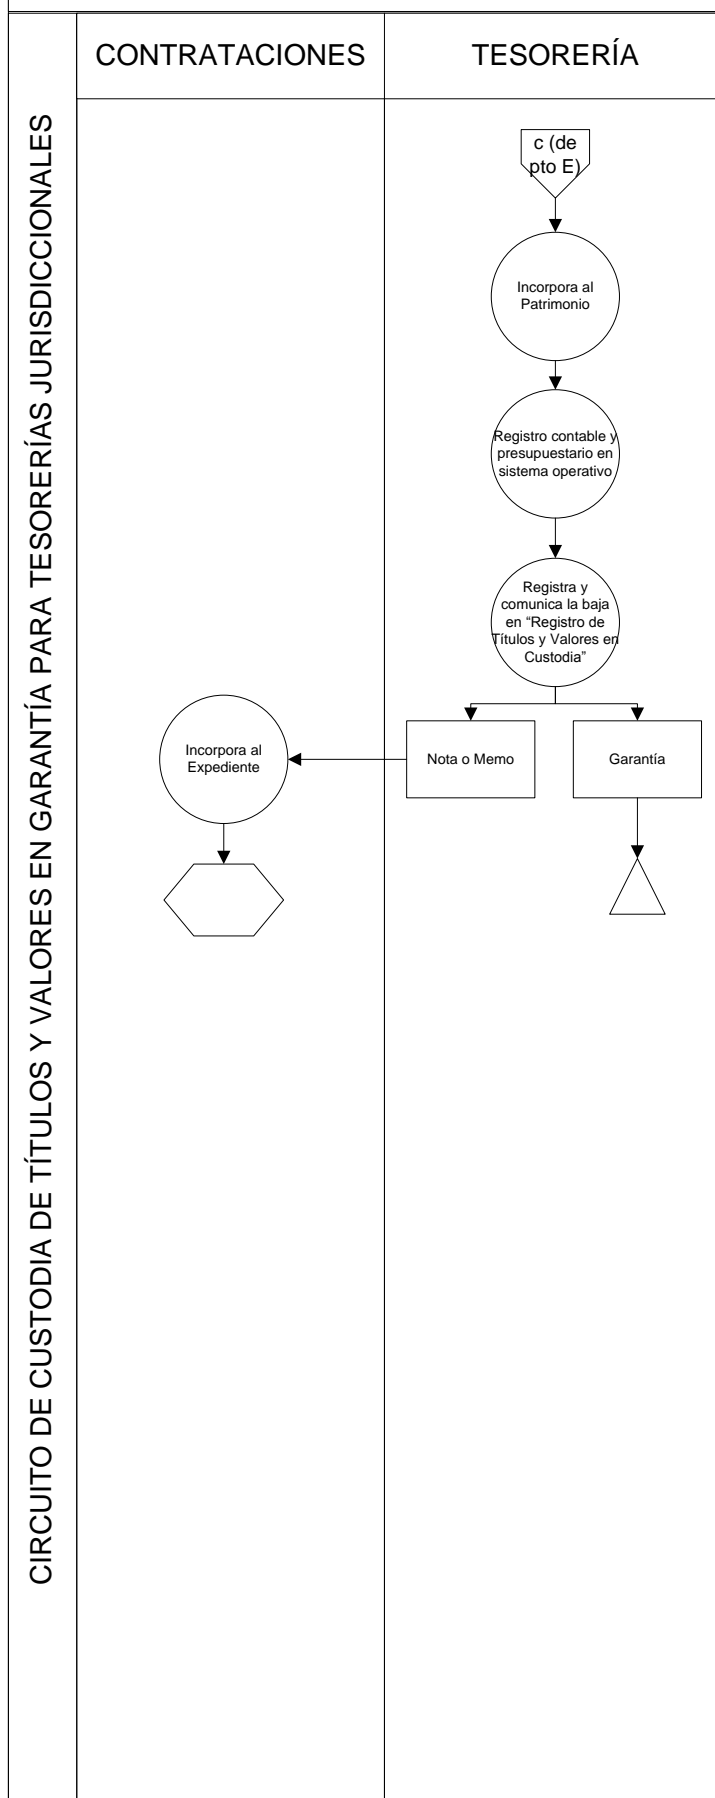 CIRCUITO DE CUSTODIA DE TÍTULOS Y VALORES EN GARANTÍA PARA TESORERÍAS JURISDICCIONALES
CONTRATACIONES
TESORERÍA
c (de
pto E)
Incorpora al
Patrimonio
Registro contable y
presupuestario en
sistema operativo
Registra y
comunica la baja
en “Registro de
Títulos y Valores en
Custodia”
Incorpora al
Expediente
Nota o Memo
Garantía